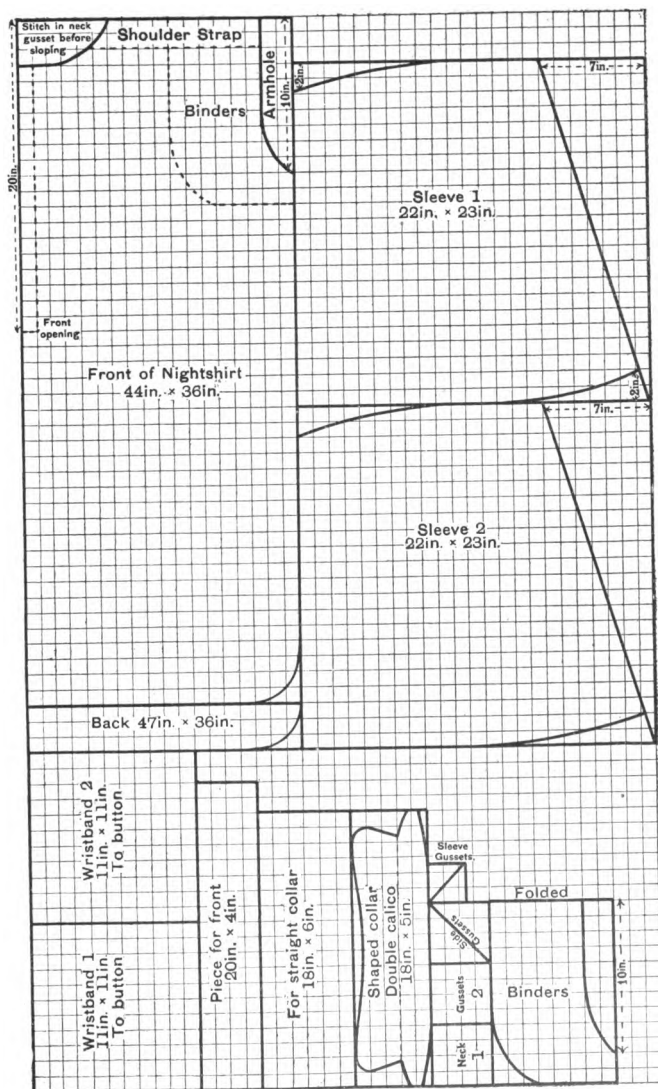 Stitch in neck
gusset before
sloping
Shoulder Strap
Armhole
10in.
2in.
7in.
Binders
20in.
Sleeve 1
22in. × 23in.
Front
opening
Front of Nightshirt
44in. × 36in.
2in.
7in.
Sleeve 2
22in. × 23in.
Back 47in. × 36in.
Wristband 2
11in. × 11in.
To button
Wristband 1
11in. × 11in.
To button
Piece for front
20in. × 4in.
For straight collar
18in. × 6in.
Shaped collar
Double calico
18in. × 5in.
Sleeve
Gussets.
Side
Gussets
Gussets
2
Neck
1
Folded
Binders
10in.